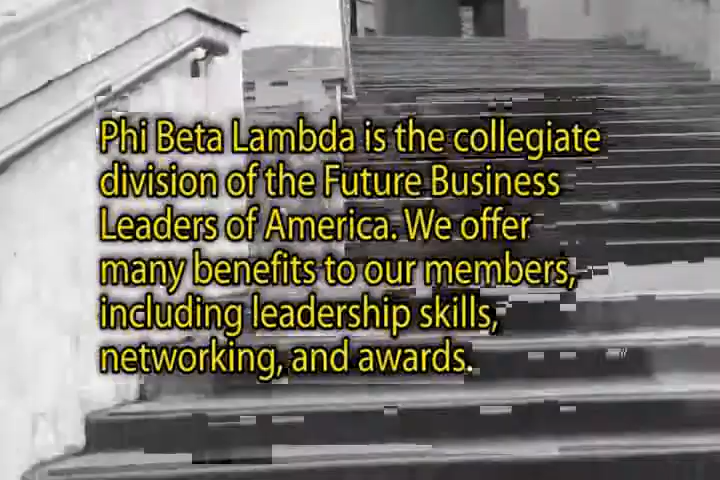 Phi Beta Lambda is the collegiate
division of the Future Business
Leaders of America. We offer
many benefits to our members,
including leadership skills,
networking, and awards.